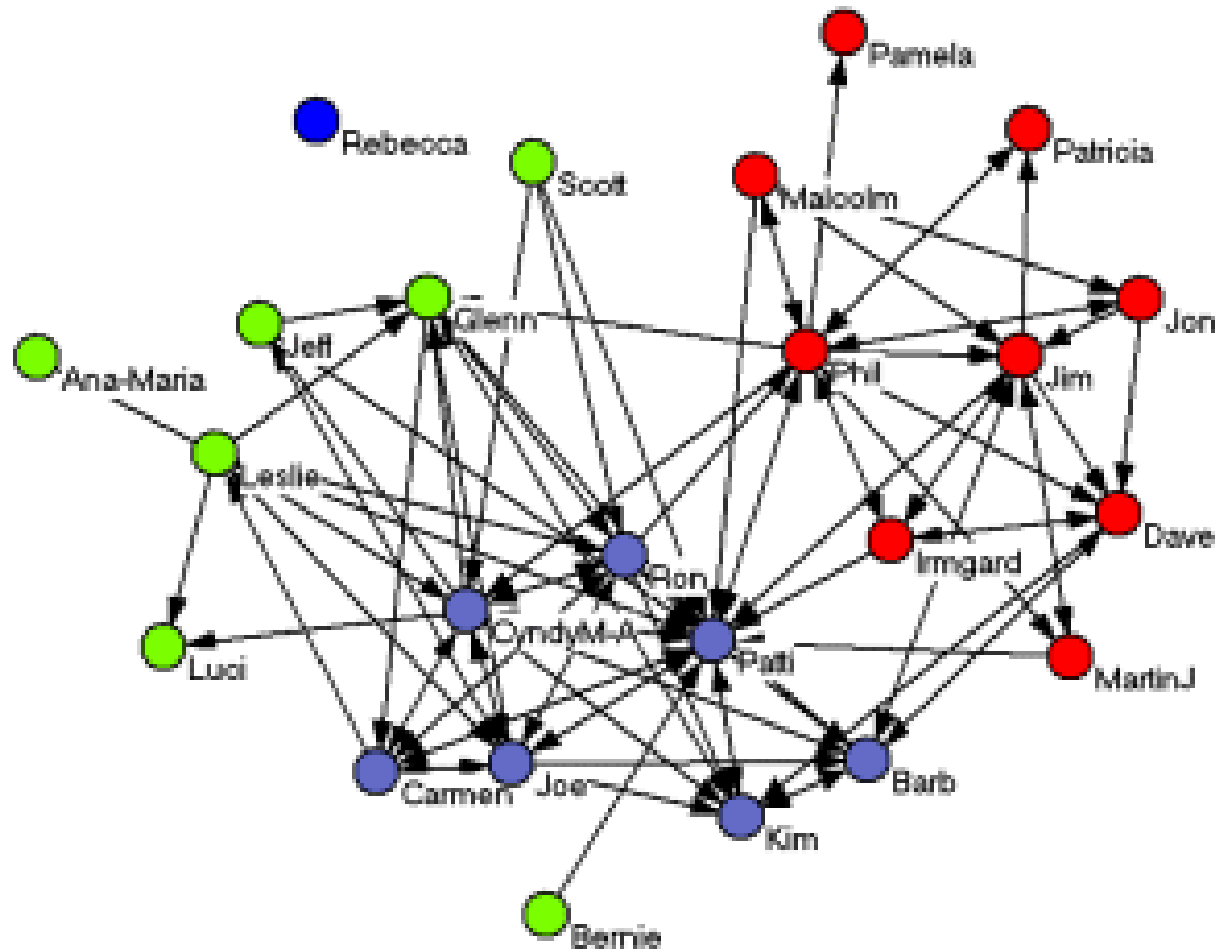 Pamela
Rebecca
Patricia
Scott
Malcolm
Glenn
Jon
Jeff
Phil
Jim
Ana-Maria
Leslie
Dave
Irmgard
Ron
CyndyM-A
Patti
Luci
MartinJ
Barb
Joe
Carmen
Kim
Bernie